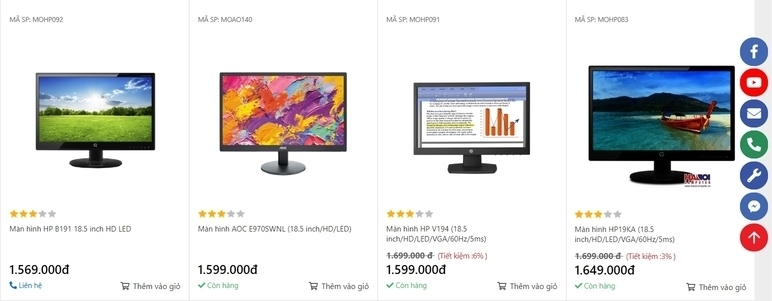 MÃ SP: MOHP092
MÃ SP: MOAO140
MÃ SP: MOHP091
MÃ SP: MOHP083
Màn hình HP B191 18.5 inch HD LED
1.569.000đ
Liên hệ
Thêm vào giỏ
Màn hình AOC E970SWNL (18.5 inch/HD/LED)
1.599.000đ
Còn hàng
Thêm vào giỏ
Màn hình HP V194 (18.5
inch/HD/LED/VGA/60Hz/5ms)
1.699.000 đ (Tiết kiệm :6% )
1.599.000đ
Còn hàng
Thêm vào giỏ
Màn hình HP19KA (18.5
inch/HD/LED/VGA/60Hz/5ms)
1.699.000 đ (Tiết kiệm :3% )
1.649.000đ
Còn hàng
Thêm vào giỏ